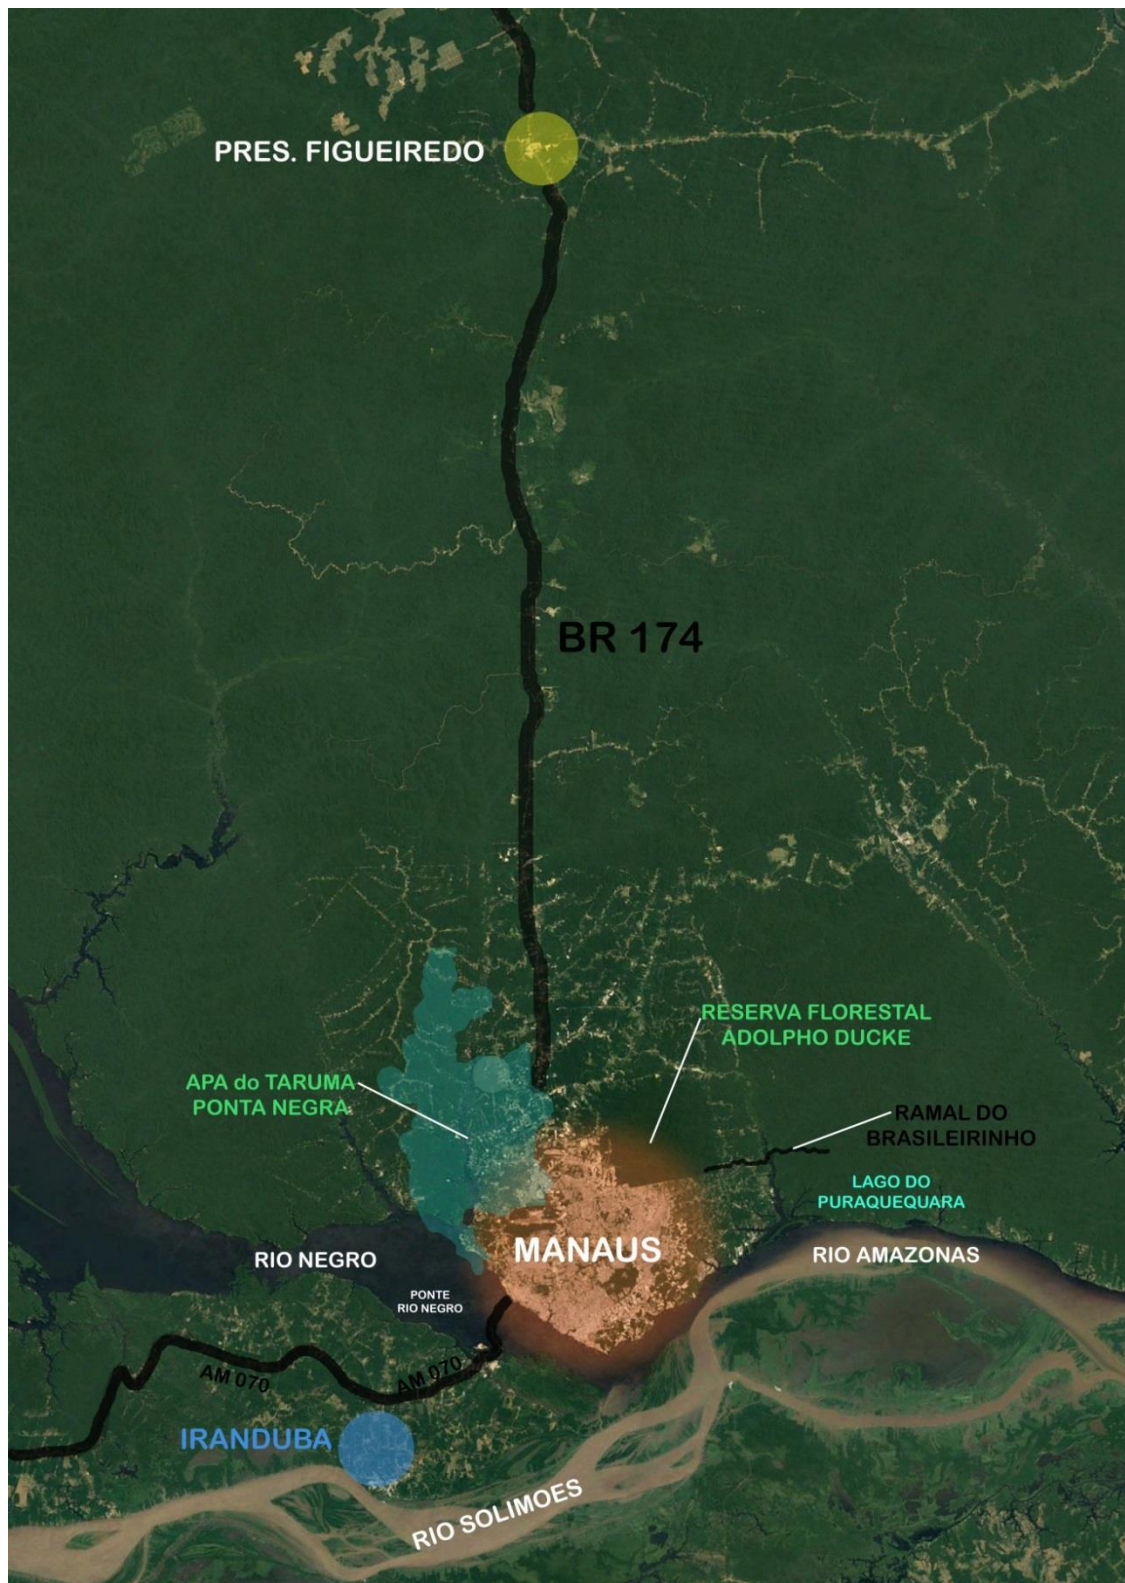 PRES. FIGUEIREDO
BR 174
RESERVA FLORESTAL
ADOLPHO DUCKE
APA do TARUMA
PONTA NEGRA
RAMAL DO
BRASILEIRINHO
LAGO DO
PURAQUEQUARA
MANAUS
RIO NEGRO
RIO AMAZONAS
PONTE
RIO NEGRO
AM 070
AM 070
IRANDUBA
RIO SOLIMOES